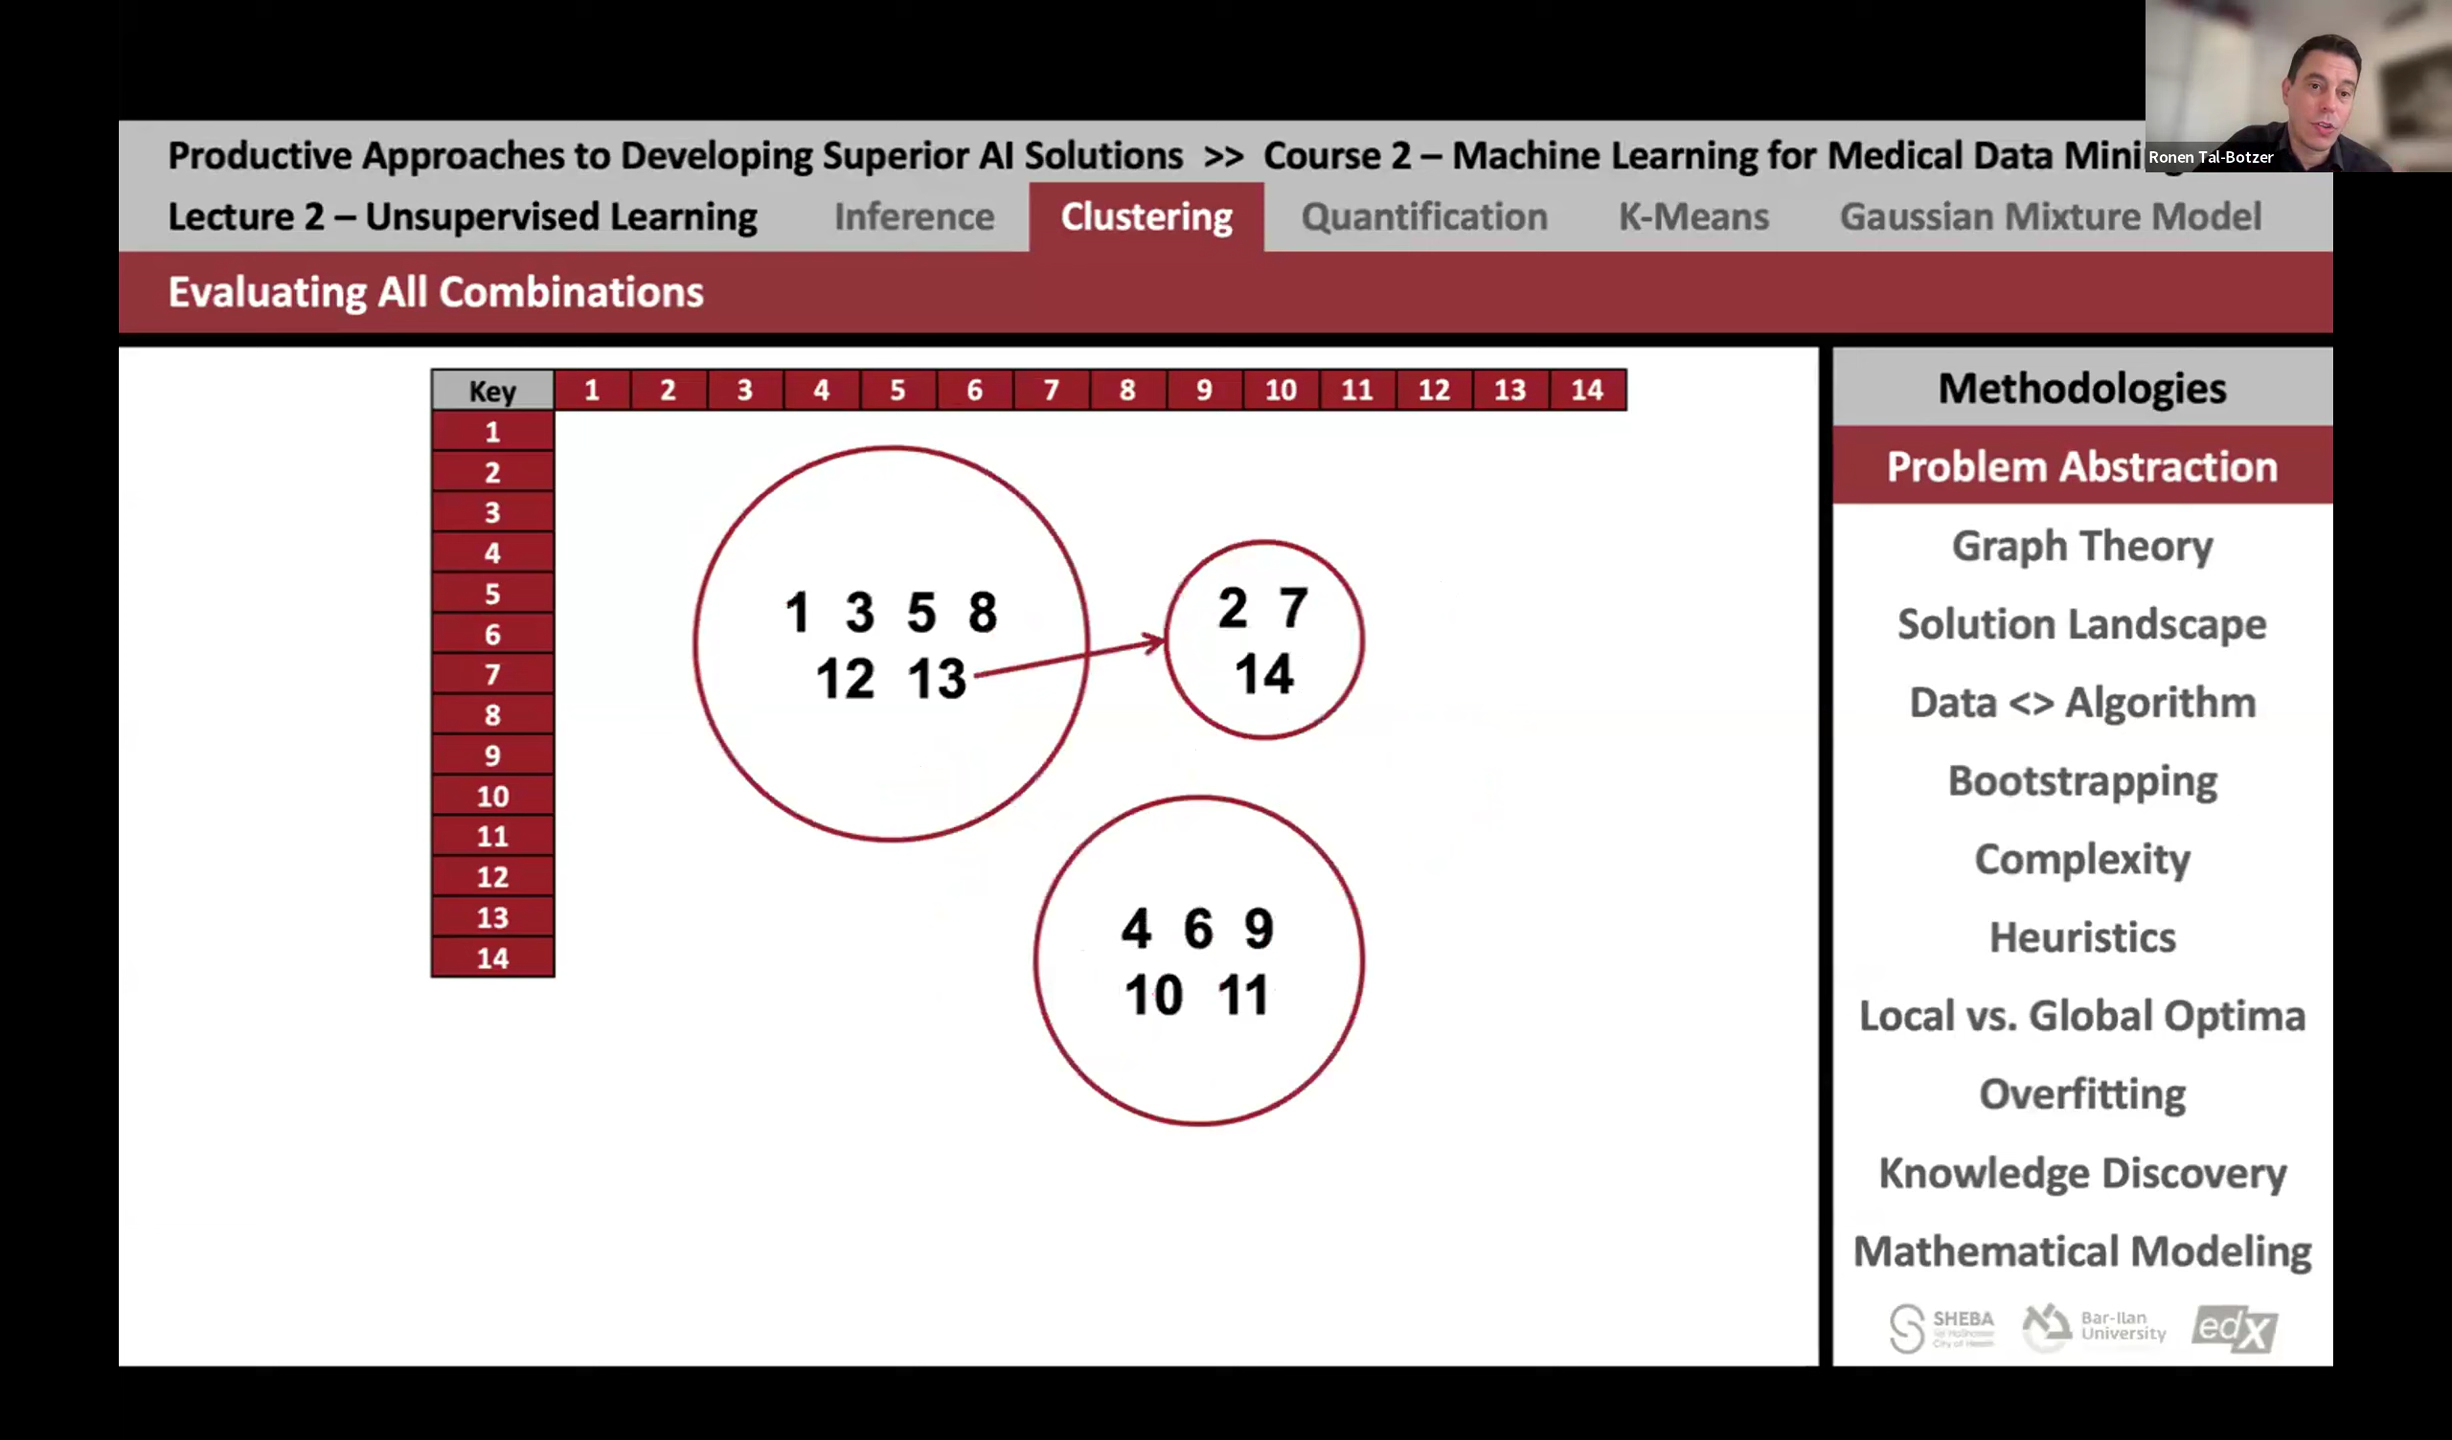 Productive Approaches to Developing Superior AI Solutions >> Course 2 – Machine Learning for Medical Data
Ronen Tal-Botzer
Lecture 2 – Unsupervised Learning Inference Clustering Quantification K-Means Gaussian Mixture Model
Evaluating All Combinations
Key 1 2 3 4 5 6 7 8 9 10 11 12 13 14
1
2
3
4
5
6
7
8
9
10
11
12
13
14
1 3 5 8
12 13
2 7
14
4 6 9
10 11
Methodologies
Problem Abstraction
Graph Theory
Solution Landscape
Data <> Algorithm
Bootstrapping
Complexity
Heuristics
Local vs. Global Optima
Overfitting
Knowledge Discovery
Mathematical Modeling
SHEBA
City of Health
Bar-Ilan
University
edX